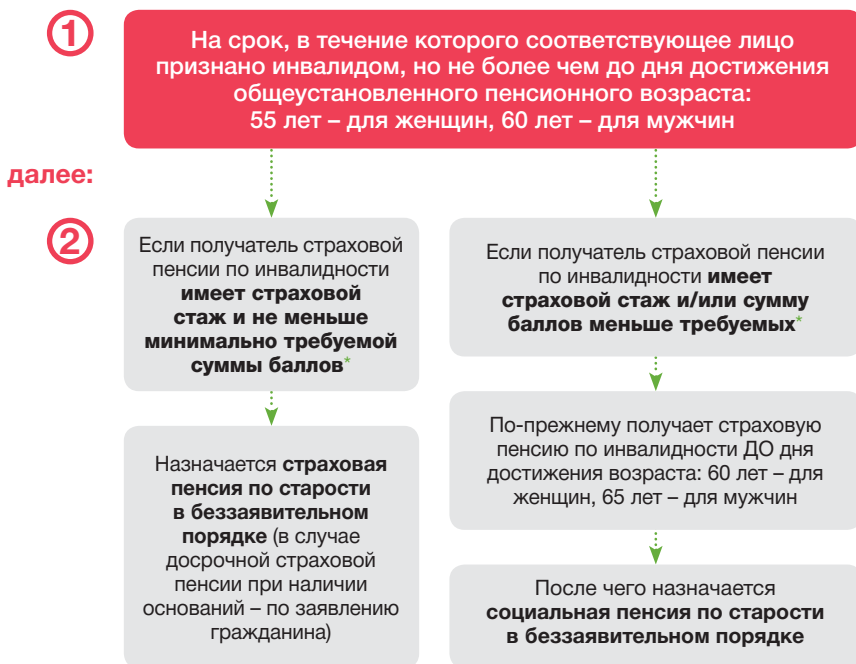 1
На срок, в течение которого соответствующее лицо
признано инвалидом, но не более чем до дня достижения
общеустановленного пенсионного возраста:
55 лет – для женщин, 60 лет – для мужчин
далее:
2
Если получатель страховой
пенсии по инвалидности
имеет страховой
стаж и не меньше
минимально требуемой
суммы баллов*
Назначается страховая
пенсия по старости
в беззаявительном
порядке (в случае
досрочной страховой
пенсии при наличии
оснований – по заявлению
гражданина)
Если получатель страховой пенсии
по инвалидности имеет
страховой стаж и/или сумму
баллов меньше требуемых*
По-прежнему получает страховую
пенсию по инвалидности ДО дня
достижения возраста: 60 лет – для
женщин, 65 лет – для мужчин
После чего назначается
социальная пенсия по старости
в беззаявительном порядке